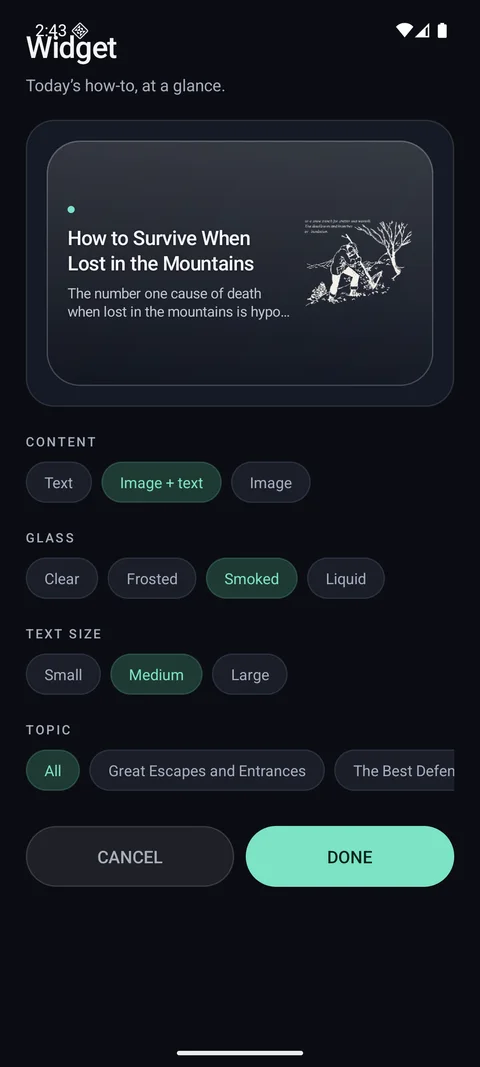 2:43
Widget
Today's how-to, at a glance.
How to Survive When
Lost in the Mountains
The number one cause of death
when lost in the mountains is hypo...
CONTENT
Text
Image + text
Image
GLASS
Clear
Frosted
Smoked
Liquid
TEXT SIZE
Small
Medium
Large
TOPIC
All
Great Escapes and Entrances
The Best Defen
CANCEL
DONE